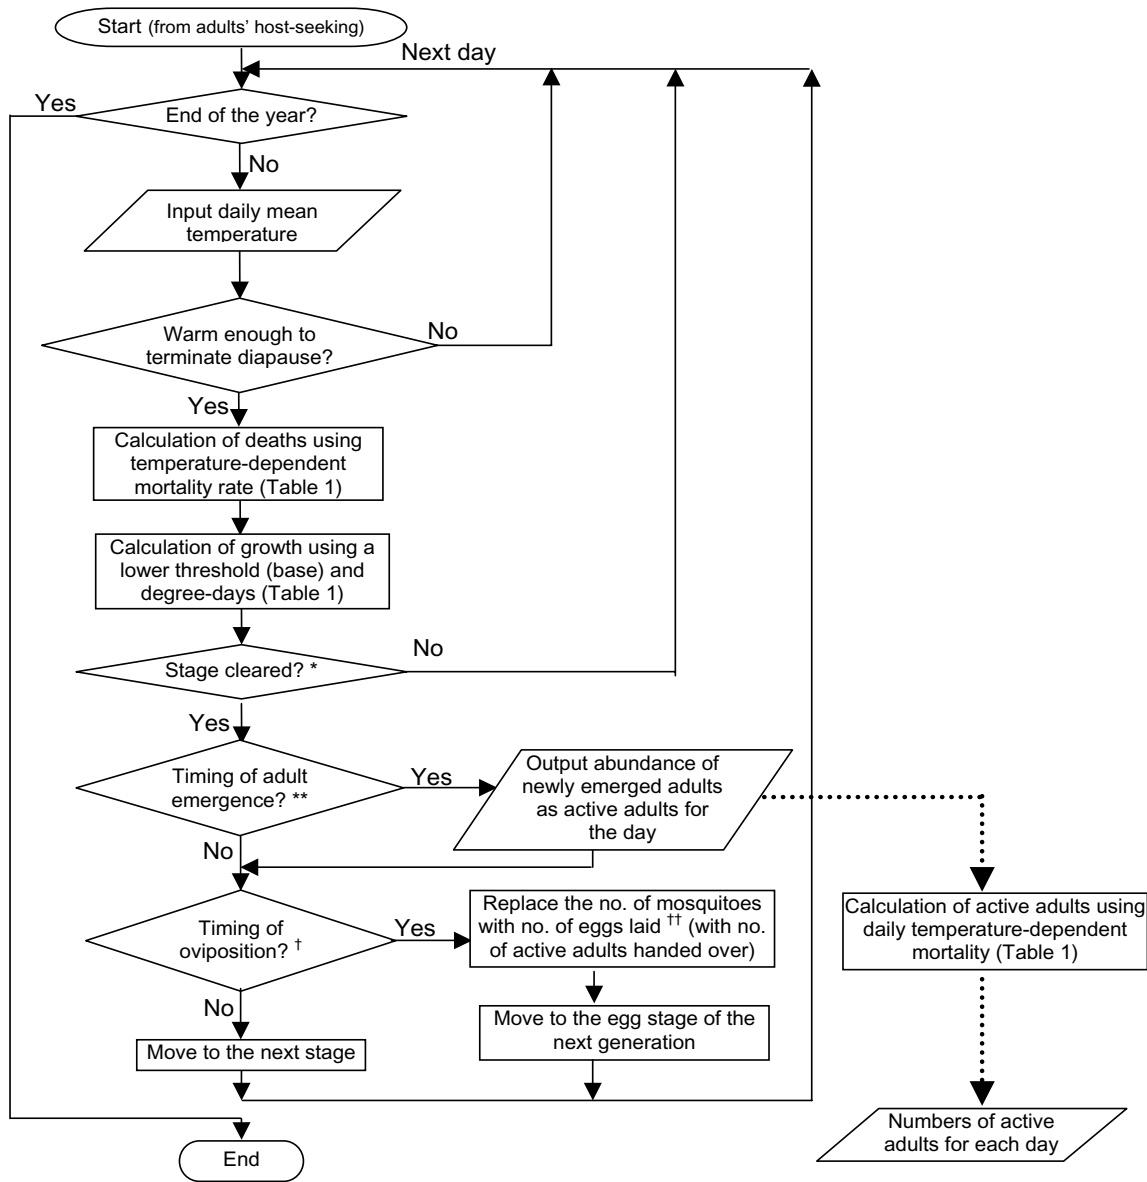 Start (from adults' host-seeking)
Next day
Yes
End of the year?
No
Input daily mean
temperature
Warm enough to
terminate diapause?
No
Yes
Calculation of deaths using
temperature-dependent
mortality rate (Table 1)
Calculation of growth using a
lower threshold (base) and
degree-days (Table 1)
Stage cleared? *
No
Yes
Timing of adult
emergence? **
Yes
Output abundance of
newly emerged adults
as active adults for
the day
No
Timing of
oviposition? †
Yes
Replace the no. of mosquitoes
with no. of eggs laid †† (with no.
of active adults handed over)
Calculation of active adults using
daily temperature-dependent
mortality (Table 1)
No
Move to the next stage
Move to the egg stage of the
next generation
Numbers of active
adults for each day
End